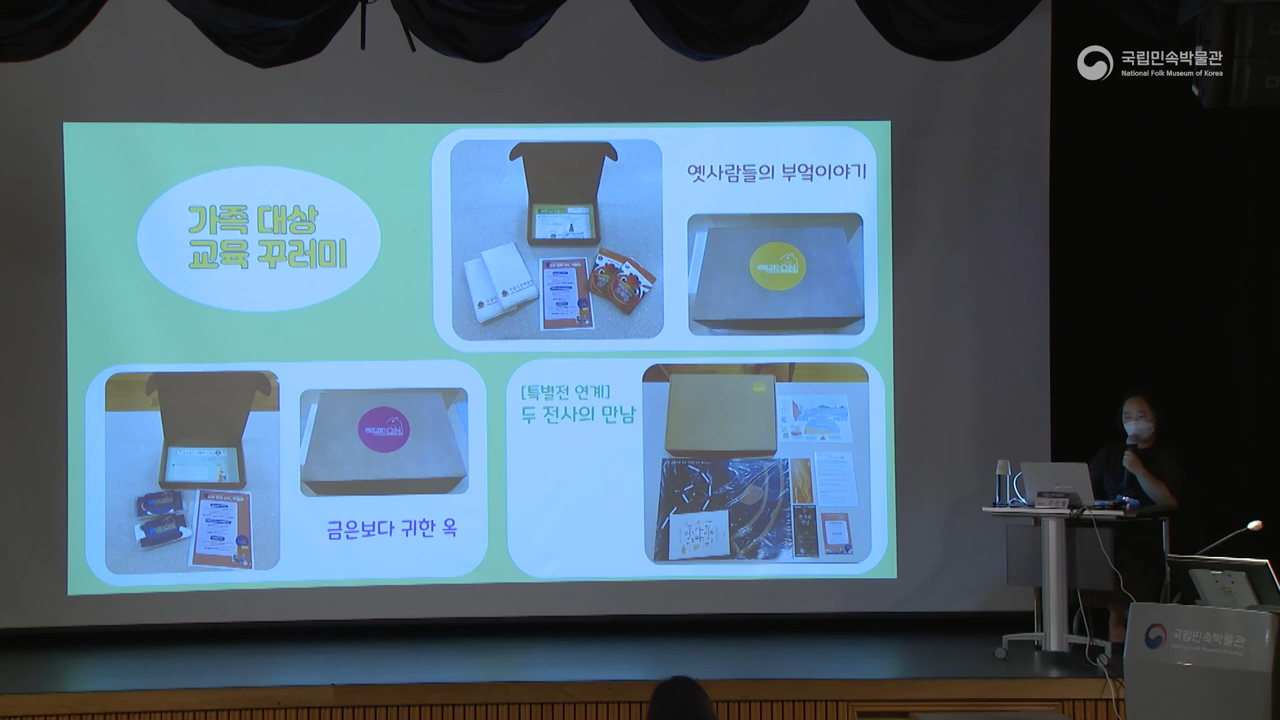 국립민속박물관
National Folk Museum of Korea
가족 대상
교육 꾸러미
옛사람들의 부엌이야기
금은보다 귀한 옥
[특별전 연계]
두 전사의 만남
국립민속박물관